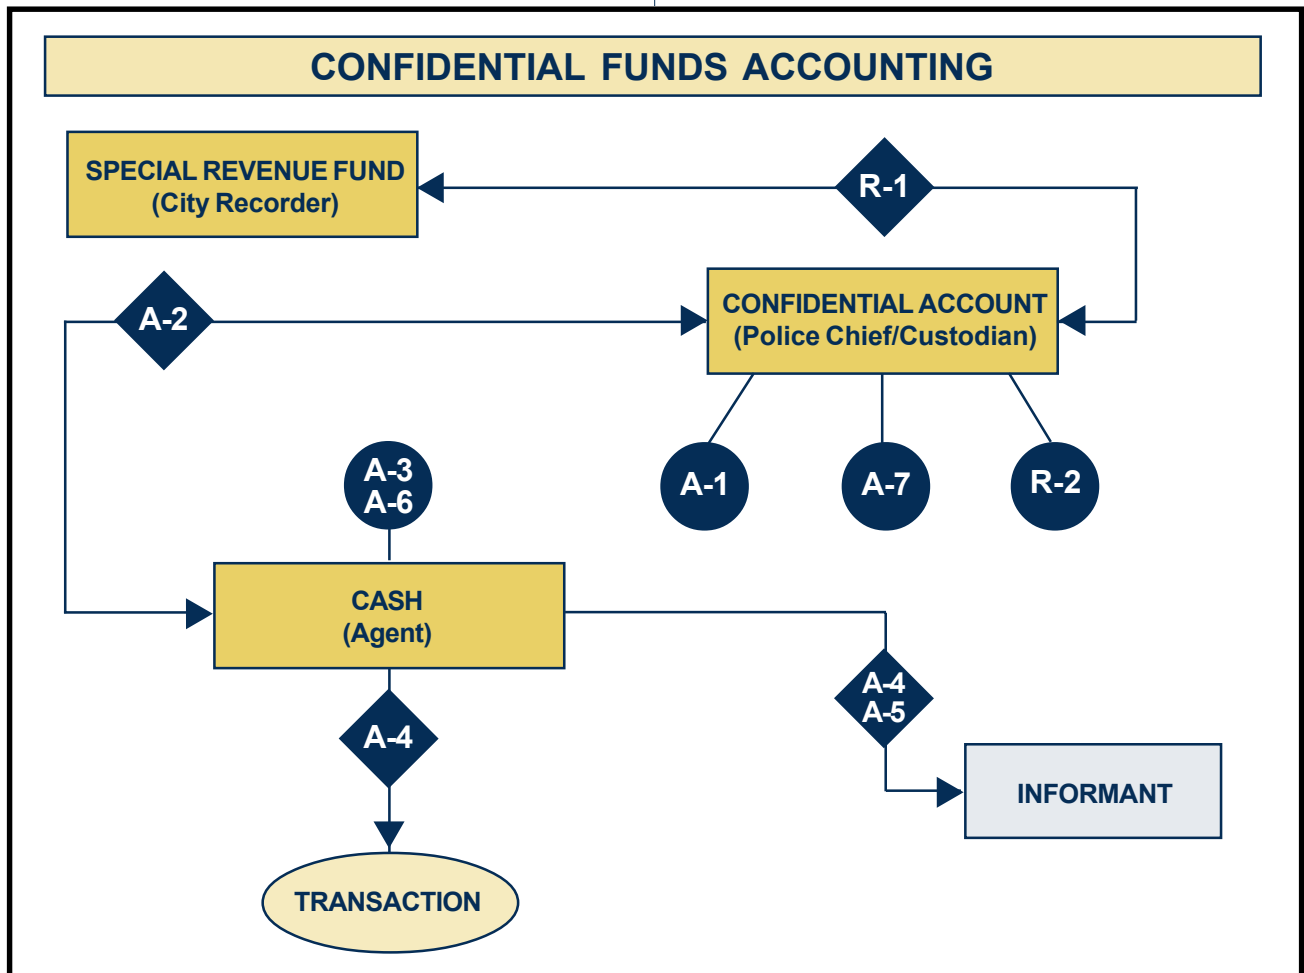 CONFIDENTIAL FUNDS ACCOUNTING
SPECIAL REVENUE FUND
(City Recorder)
R-1
A-2
CONFIDENTIAL ACCOUNT
(Police Chief/Custodian)
A-3
A-6
A-1
A-7
R-2
CASH
(Agent)
A-4
A-4
A-5
INFORMANT
TRANSACTION